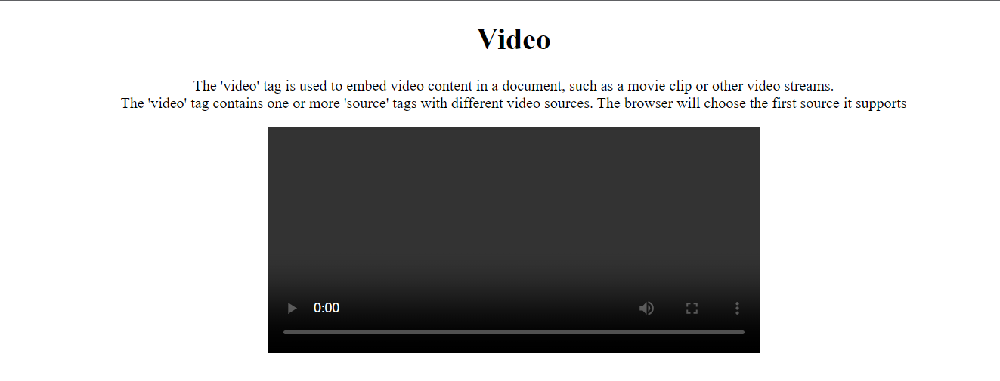 Video
The 'video' tag is used to embed video content in a document, such as a movie clip or other video streams.
The 'video' tag contains one or more 'source' tags with different video sources. The browser will choose the first source it supports
0:00